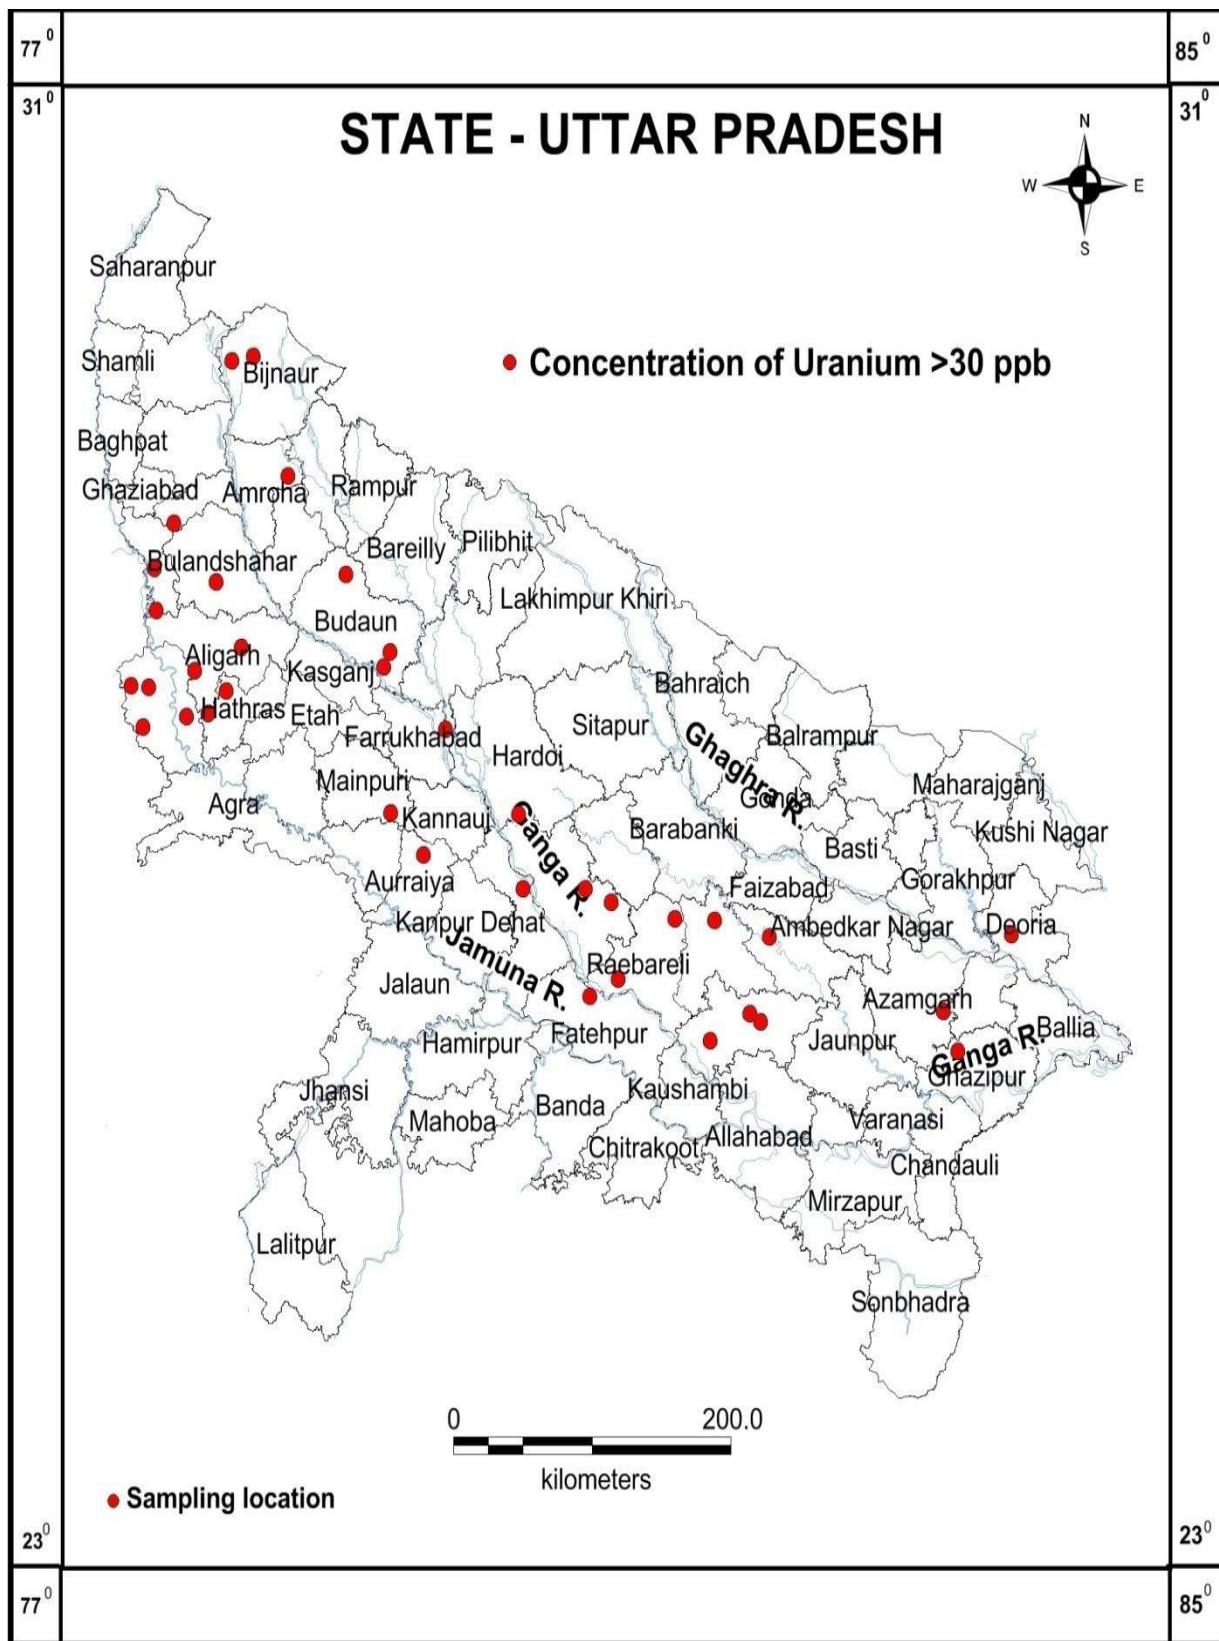 77⁰
85⁰
31⁰
31⁰
STATE - UTTAR PRADESH
N
W
E
S
Saharanpur
Concentration of Uranium >30 ppb
Shamli
Bijnaur
Baghpat
Ghaziabad
Amroha
Rampur
Bulandshahar
Bareilly
Pilibhit
Lakhimpur Khiri
Budaun
Aligarh
Kasganj
Bahraich
Hathras
Etah
Sitapur
Farrukhabad
Hardoi
Ghaghra R.
Balrampur
Mainpuri
Maharajganj
Agra
Gonda
Kannauj
Ganga R.
Barabanki
Kushi Nagar
Basti
Aurraiya
Faizabad
Gorakhpur
Kanpur Dehat
Ambedkar Nagar
Deoria
Jamuna R.
Raebareli
Jalaun
Azamgarh
Fatehpur
Ballia
Hamirpur
Jaunpur
Ganga R.
Ghazipur
Jhansi
Kaushambi
Banda
Mahoba
Varanasi
Allahabad
Chitrakoot
Chandauli
Mirzapur
Lalitpur
Sonbhadra
0
200.0
kilometers
Sampling location
23⁰
23⁰
77⁰
85⁰